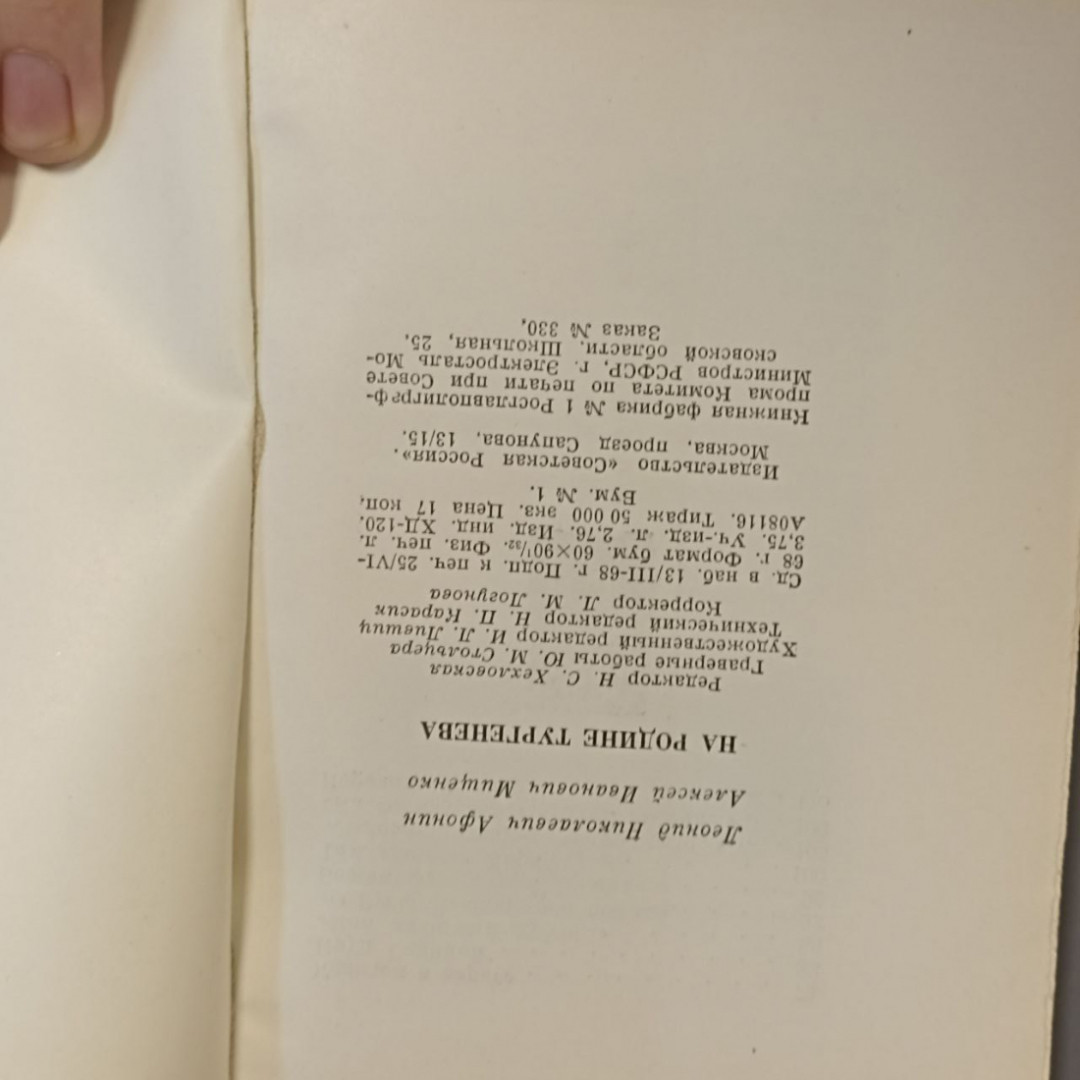 Леонид Николаевич Афонин
Алексей Иванович Мищенко
НА РОДИНЕ ТУРГЕНЕВА
Редактор Н. С. Хехловская
Граверные работы Ю. М. Стольцера
Художественный редактор И. Л. Лившиц
Технический редактор Н. П. Карасик
Корректор Л. М. Логунова
Сд. в наб. 13/III-68 г. Подп. к печ. 25/VI-
68 г. Формат бум. 60×90¹/₃₂. Физ. печ. л.
3,75. Уч.-изд. л. 2,76. Изд. инд. ХД-120.
А08116. Тираж 50 000 экз. Цена 17 коп.
Бум. № 1.
Издательство «Советская Россия».
Москва, проезд Сапунова, 13/15.
Книжная фабрика № 1 Росглавполиграф-
прома Комитета по печати при Совете
Министров РСФСР, г. Электросталь Мо-
сковской области, Школьная, 25.
Заказ № 330.